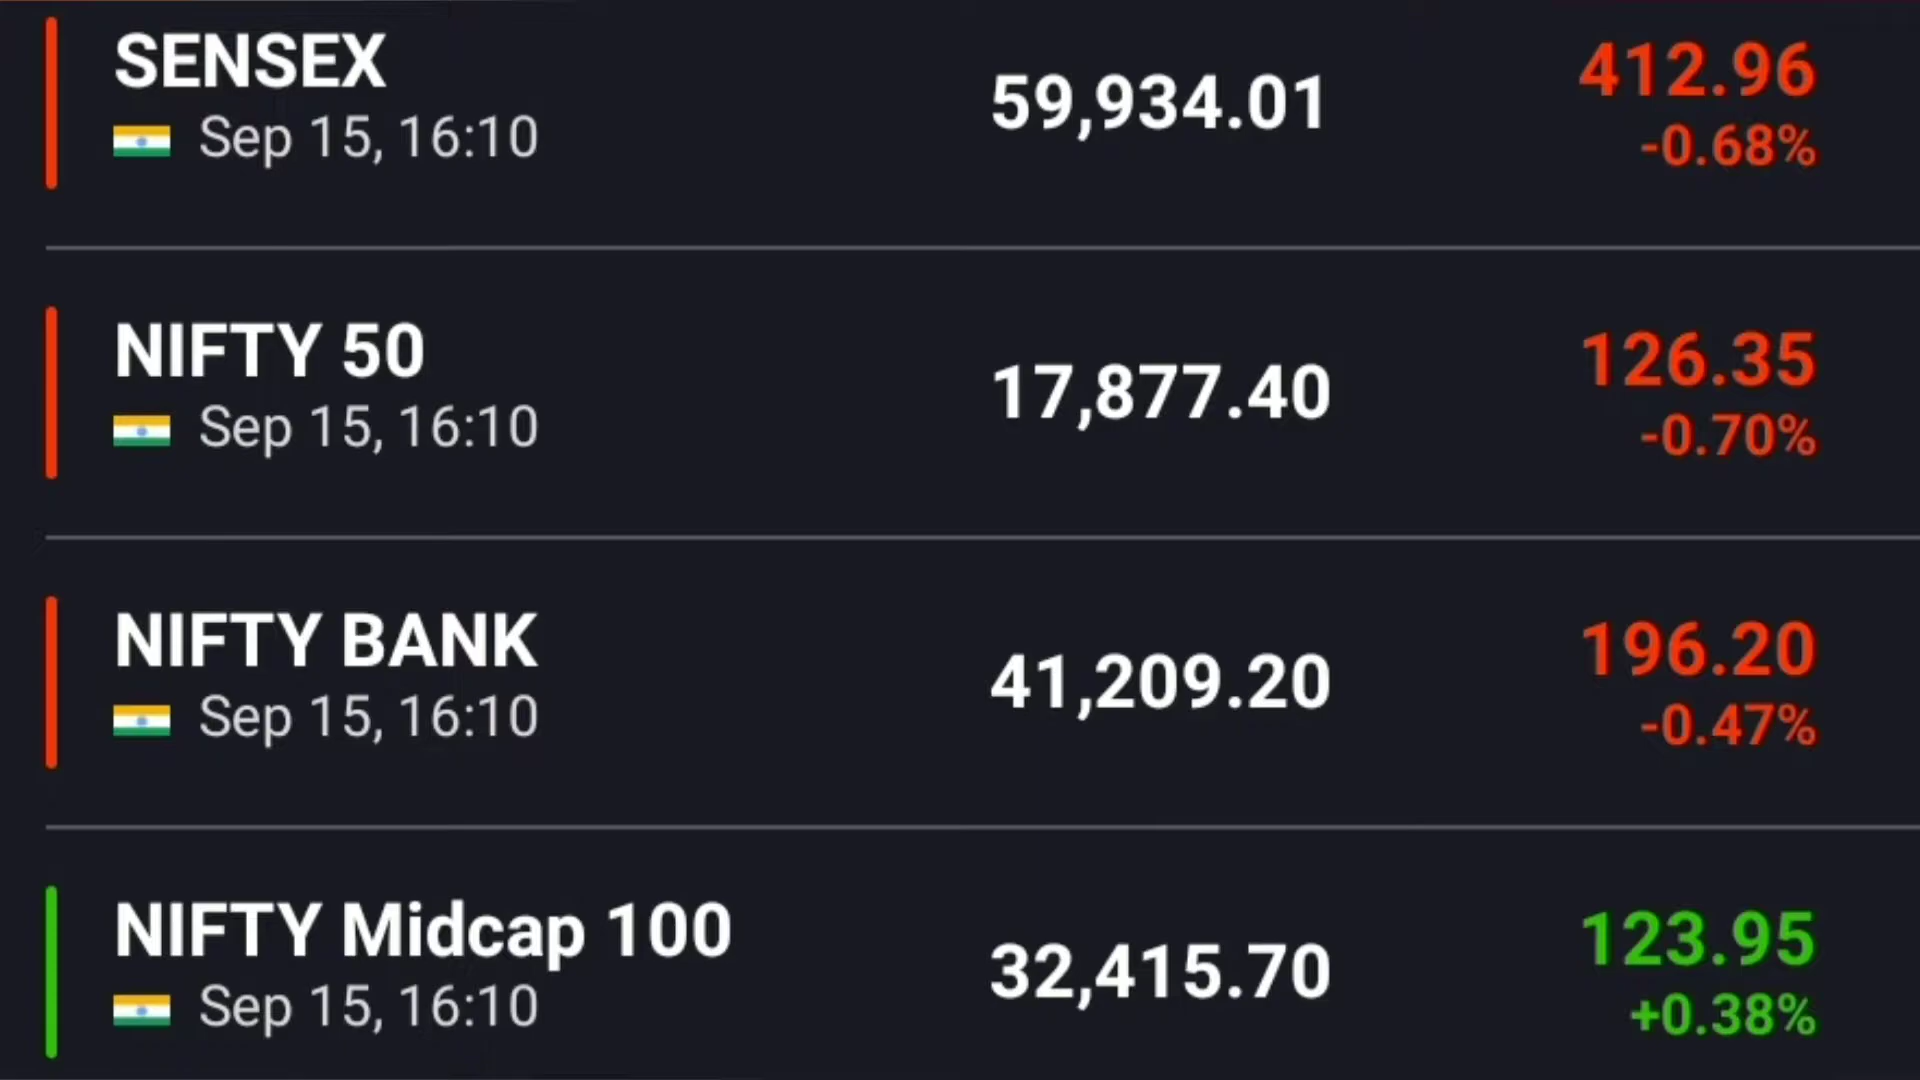 SENSEX
Sep 15, 16:10
59,934.01
412.96
-0.68%
NIFTY 50
Sep 15, 16:10
17,877.40
126.35
-0.70%
NIFTY BANK
Sep 15, 16:10
41,209.20
196.20
-0.47%
NIFTY Midcap 100
Sep 15, 16:10
32,415.70
123.95
+0.38%